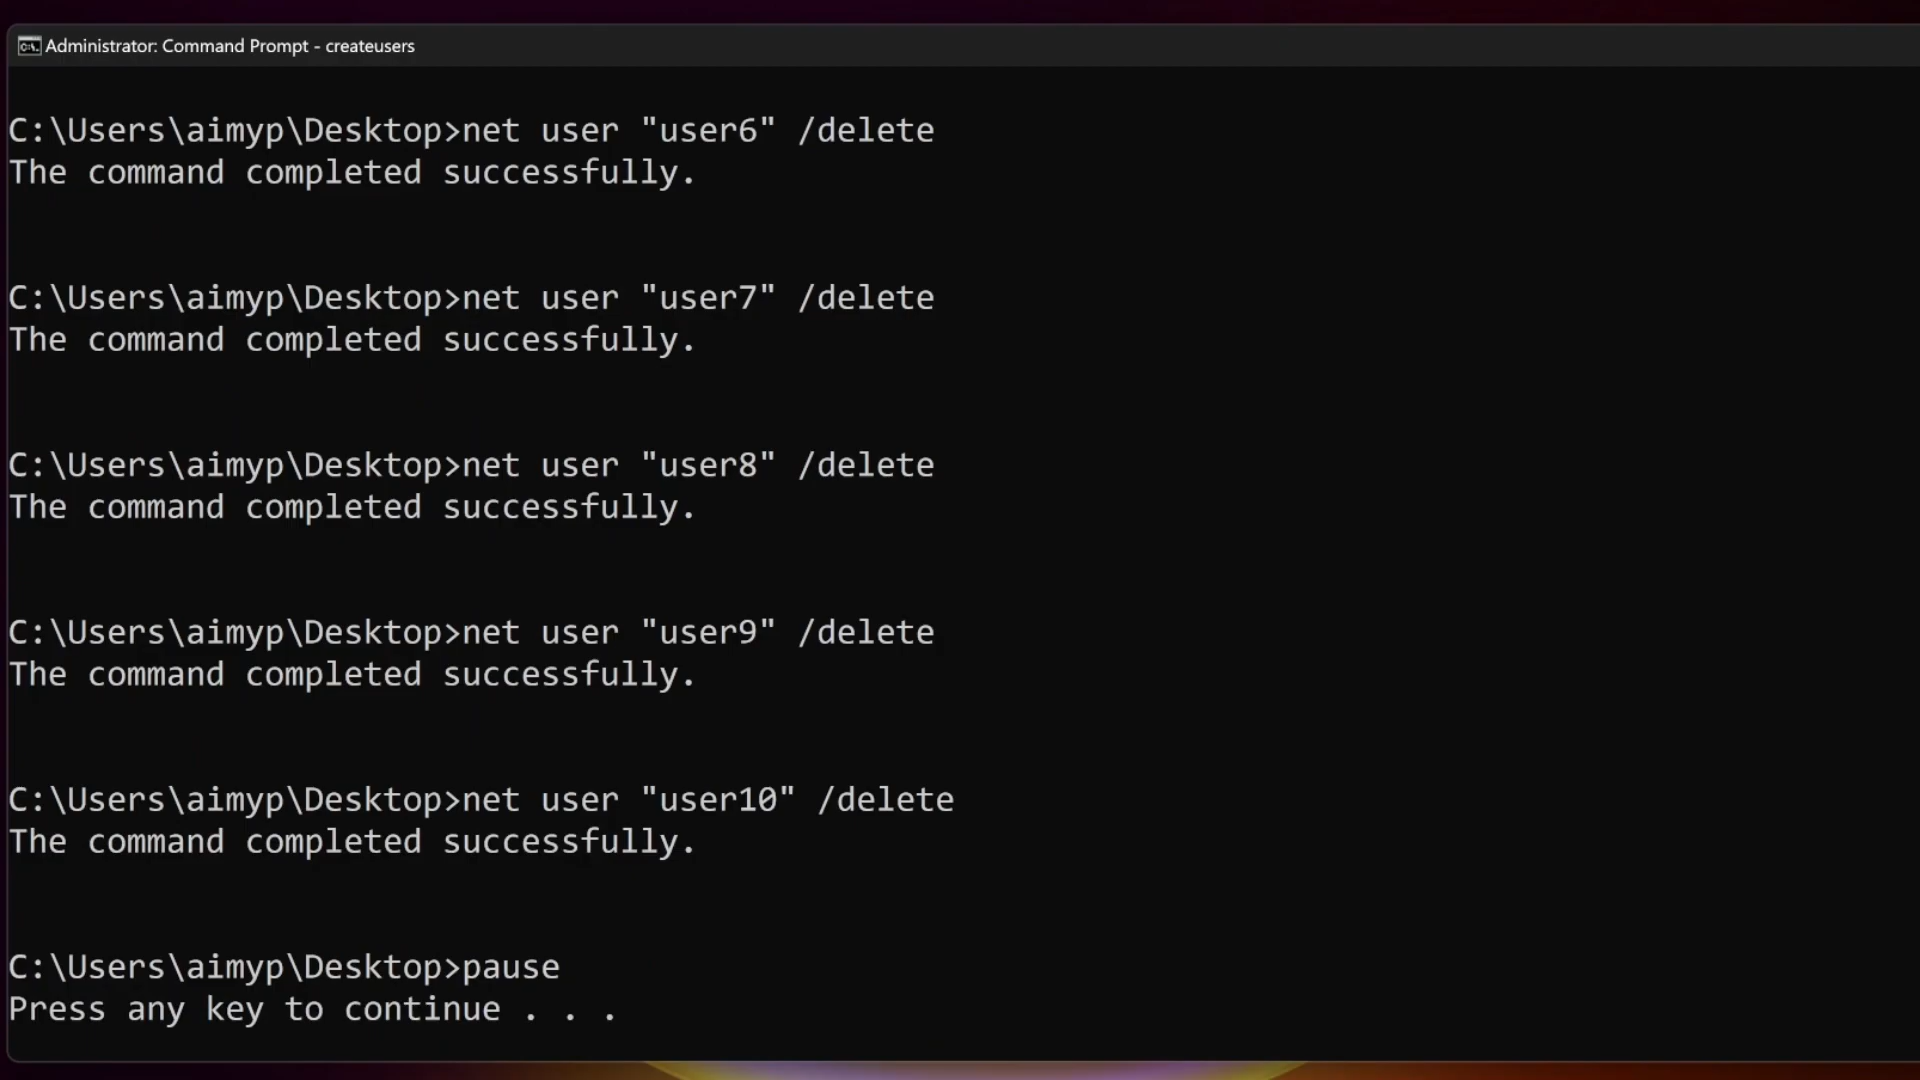 Administrator: Command Prompt - createusers
C:\Users\aimyp\Desktop>net user "user6" /delete
The command completed successfully.
C:\Users\aimyp\Desktop>net user "user7" /delete
The command completed successfully.
C:\Users\aimyp\Desktop>net user "user8" /delete
The command completed successfully.
C:\Users\aimyp\Desktop>net user "user9" /delete
The command completed successfully.
C:\Users\aimyp\Desktop>net user "user10" /delete
The command completed successfully.
C:\Users\aimyp\Desktop>pause
Press any key to continue . . .